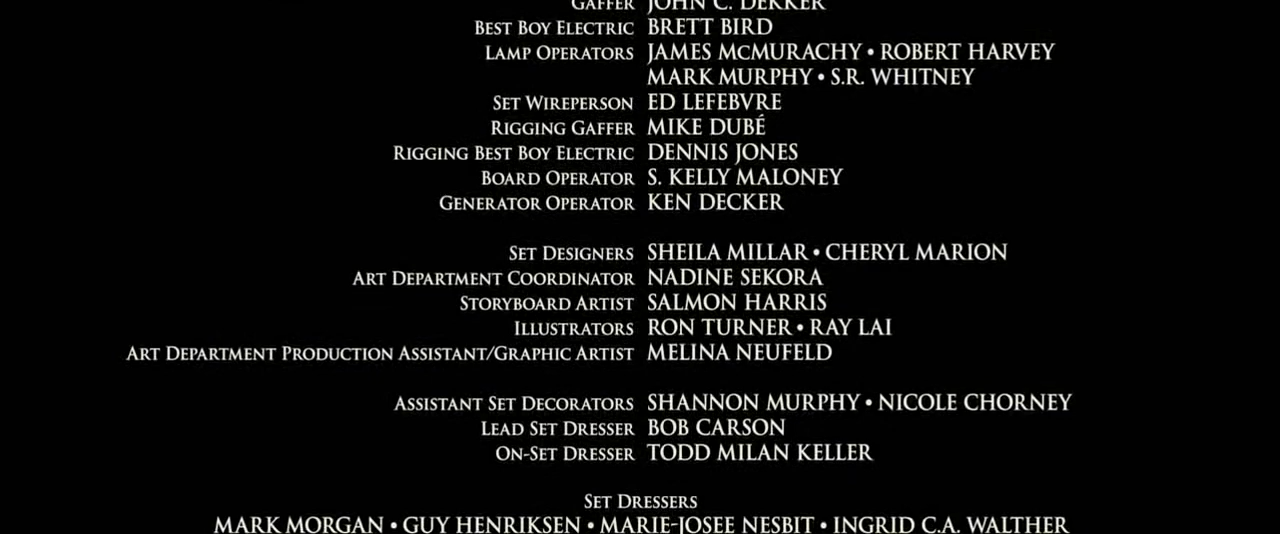 GAFFER JOHN C. DEKKER
BEST BOY ELECTRIC BRETT BIRD
LAMP OPERATORS JAMES MCMURACHY • ROBERT HARVEY
MARK MURPHY • S.R. WHITNEY
SET WIREPERSON ED LEFEBVRE
RIGGING GAFFER MIKE DUBÉ
RIGGING BEST BOY ELECTRIC DENNIS JONES
BOARD OPERATOR S. KELLY MALONEY
GENERATOR OPERATOR KEN DECKER
SET DESIGNERS SHEILA MILLAR • CHERYL MARION
ART DEPARTMENT COORDINATOR NADINE SEKORA
STORYBOARD ARTIST SALMON HARRIS
ILLUSTRATORS RON TURNER • RAY LAI
ART DEPARTMENT PRODUCTION ASSISTANT/GRAPHIC ARTIST MELINA NEUFELD
ASSISTANT SET DECORATORS SHANNON MURPHY • NICOLE CHORNEY
LEAD SET DRESSER BOB CARSON
ON-SET DRESSER TODD MILAN KELLER
SET DRESSERS
MARK MORGAN • GUY HENRIKSEN • MARIE-JOSEE NESBIT • INGRID C.A. WALTHER